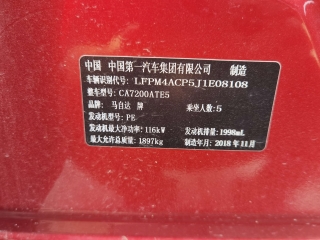 中国 中国第一汽车集团有限公司 制造
车辆识别代号: LFPM4ACP5J1E08108
整车型号: CA7200ATE5
品牌: 马自达 牌 乘坐人数: 5
发动机型号: PE
发动机最大净功率: 116kW 发动机排量: 1998mL
最大允许总质量: 1897kg 制造年月: 2018 年 11月